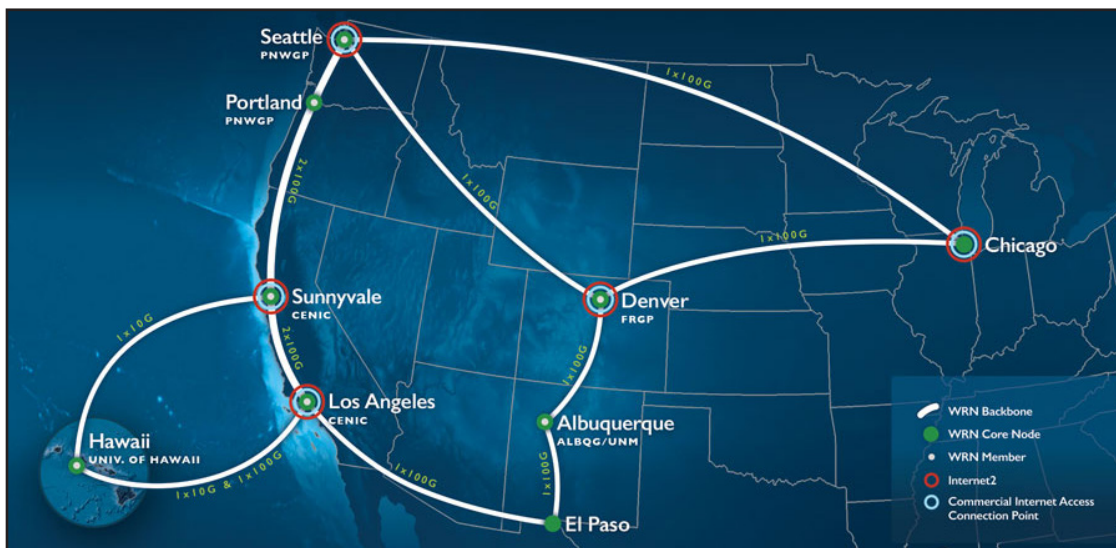 Seattle
PNWGP
1x100G
Portland
PNWGP
2x100G
1x100G
1x100G
Chicago
Sunnyvale
CENIC
Denver
FRGP
1x10G
2x100G
1x100G
Los Angeles
CENIC
Albuquerque
ALBQG/UNM
Hawaii
UNIV. OF HAWAII
1x10G & 1x100G
1x100G
1x100G
El Paso
WRN Backbone
WRN Core Node
WRN Member
Internet2
Commercial Internet Access
Connection Point